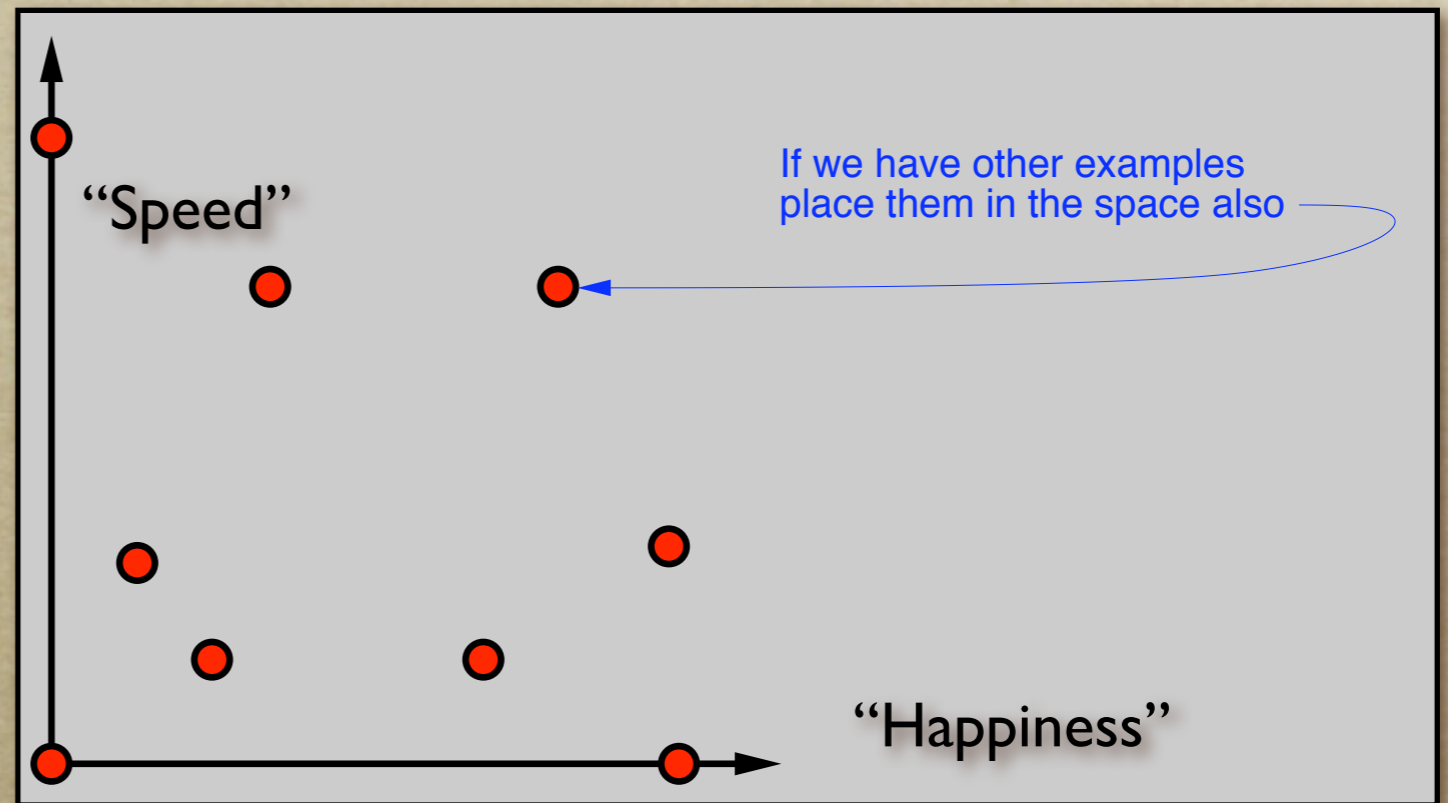 “Speed”
If we have other examples
place them in the space also
“Happiness”